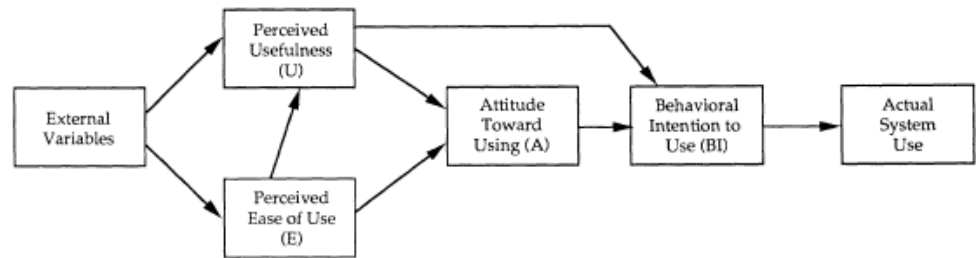 External
Variables
Perceived
Usefulness
(U)
Perceived
Ease of Use
(E)
Attitude
Toward
Using (A)
Behavioral
Intention to
Use (BI)
Actual
System
Use